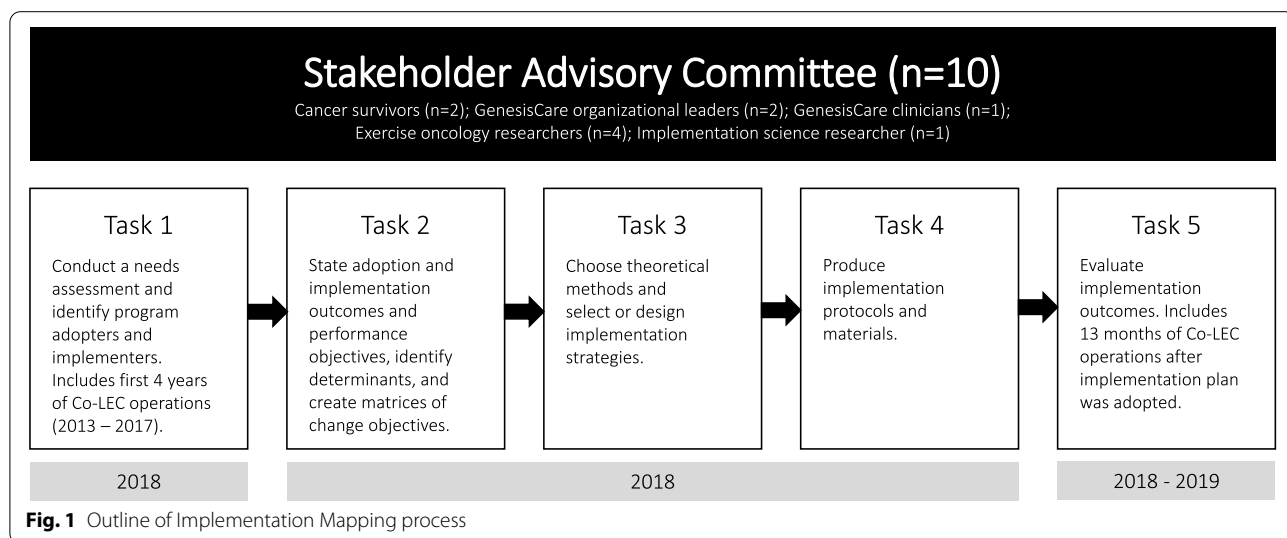 Stakeholder Advisory Committee (n=10)
Cancer survivors (n=2); GenesisCare organizational leaders (n=2); GenesisCare clinicians (n=1);
Exercise oncology researchers (n=4); Implementation science researcher (n=1)
Task 1
Conduct a needs
assessment and
identify program
adopters and
implementers.
Includes first 4 years
of Co-LEC operations
(2013 – 2017).
Task 2
State adoption and
implementation
outcomes and
performance
objectives, identify
determinants, and
create matrices of
change objectives.
Task 3
Choose theoretical
methods and
select or design
implementation
strategies.
Task 4
Produce
implementation
protocols and
materials.
Task 5
Evaluate
implementation
outcomes. Includes
13 months of Co-LEC
operations after
implementation plan
was adopted.
2018
2018
2018 - 2019
Fig. 1 Outline of Implementation Mapping process